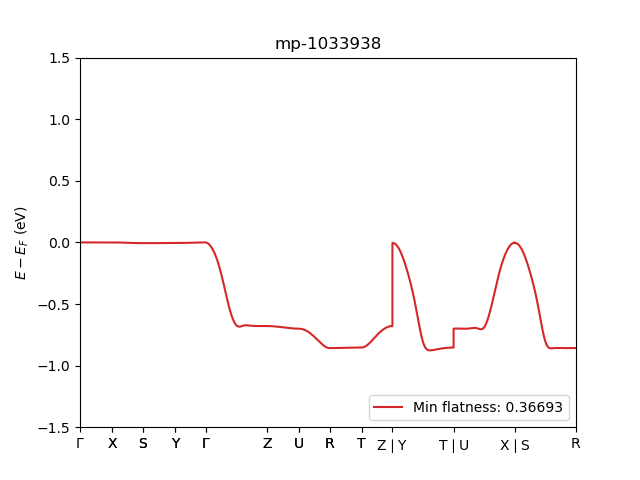 mp-1033938
E − E_F (eV)
1.5
1.0
0.5
0.0
−0.5
−1.0
−1.5
Min flatness: 0.36693
Γ X S Y Γ Z U R T Z | Y T | U X | S R